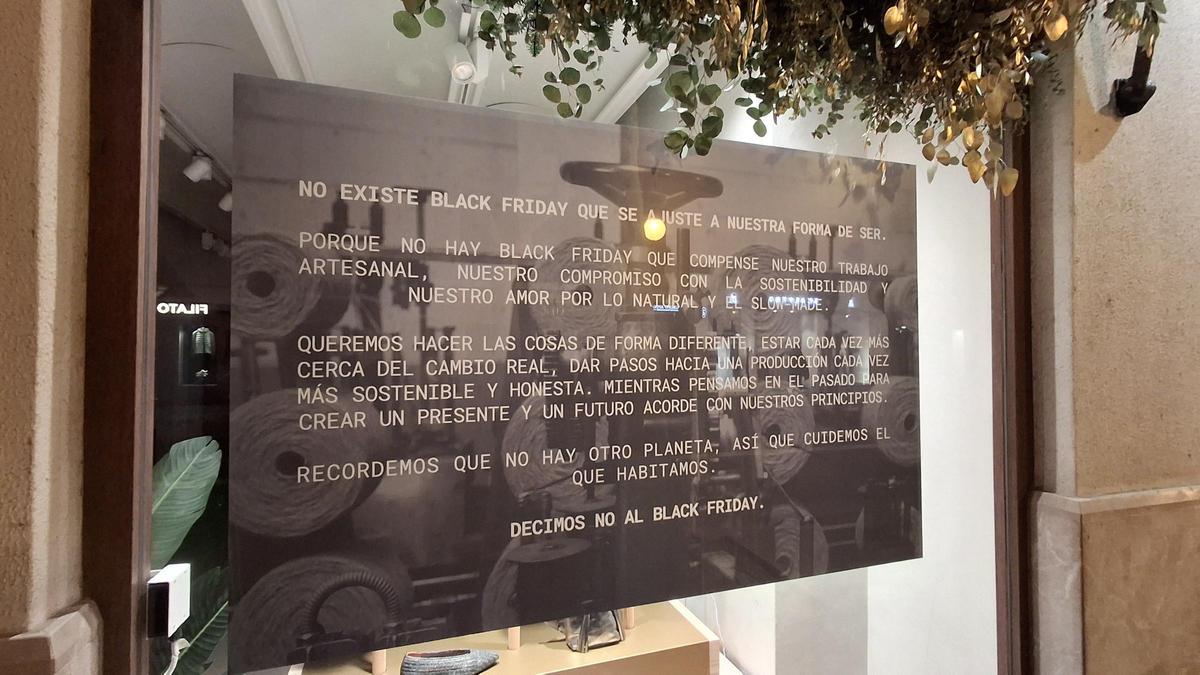 NO EXISTE BLACK FRIDAY QUE SE AJUSTE A NUESTRA FORMA DE SER.
PORQUE NO HAY BLACK FRIDAY QUE COMPENSE NUESTRO TRABAJO
ARTESANAL, NUESTRO COMPROMISO CON LA SOSTENIBILIDAD Y
NUESTRO AMOR POR LO NATURAL Y EL SLOW-MADE.
QUEREMOS HACER LAS COSAS DE FORMA DIFERENTE, ESTAR CADA VEZ MÁS
CERCA DEL CAMBIO REAL, DAR PASOS HACIA UNA PRODUCCIÓN CADA VEZ
MÁS SOSTENIBLE Y HONESTA. MIENTRAS PENSAMOS EN EL PASADO PARA
CREAR UN PRESENTE Y UN FUTURO ACORDE CON NUESTROS PRINCIPIOS.
RECORDEMOS QUE NO HAY OTRO PLANETA, ASÍ QUE CUIDEMOS EL
QUE HABITAMOS.
DECIMOS NO AL BLACK FRIDAY.
FILATO